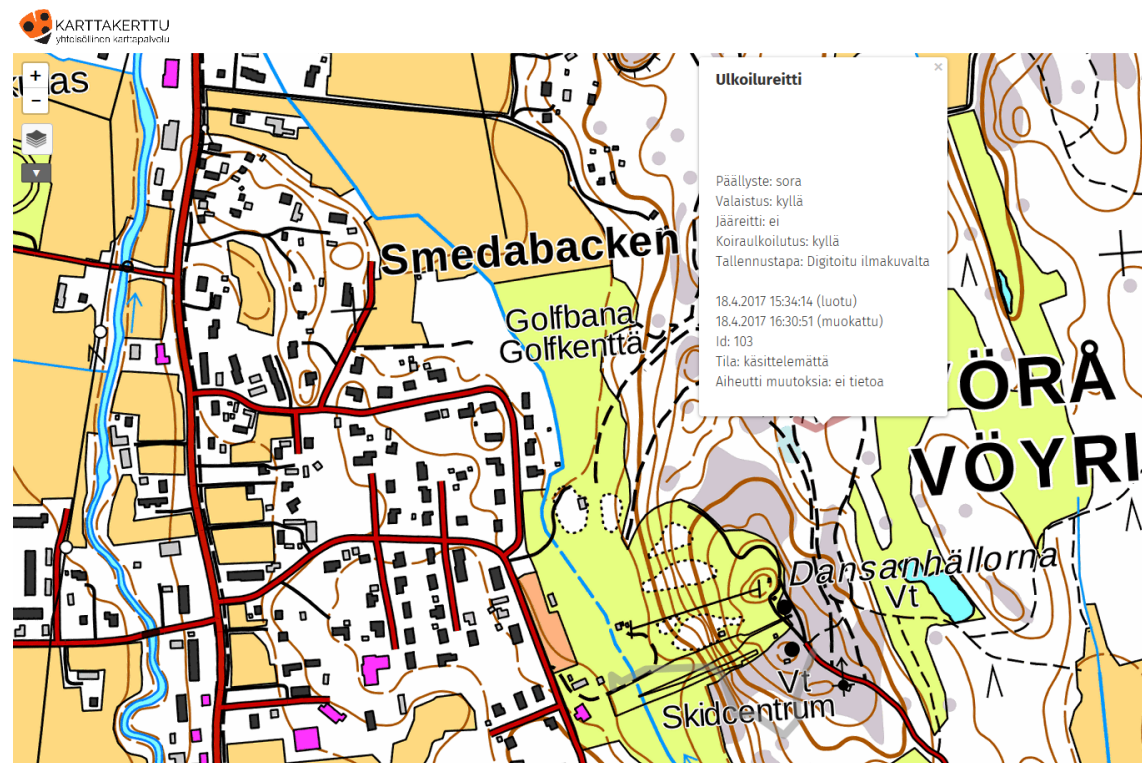 KARTTAKERTTU
yhteisöllinen karttapalvelu
+
−
Ulkoilureitti
×
Päällyste: sora
Valaistus: kyllä
Jääreitti: ei
Koiraulkoilutus: kyllä
Tallennustapa: Digitoitu ilmakuvalta
18.4.2017 15:34:14 (luotu)
18.4.2017 16:30:51 (muokattu)
Id: 103
Tila: käsittelemättä
Aiheutti muutoksia: ei tietoa
Smedabacken
Golfbana
Golfkenttä
VÖYRI
Dansanhällorna
Vt
Vt
Skidcentrum